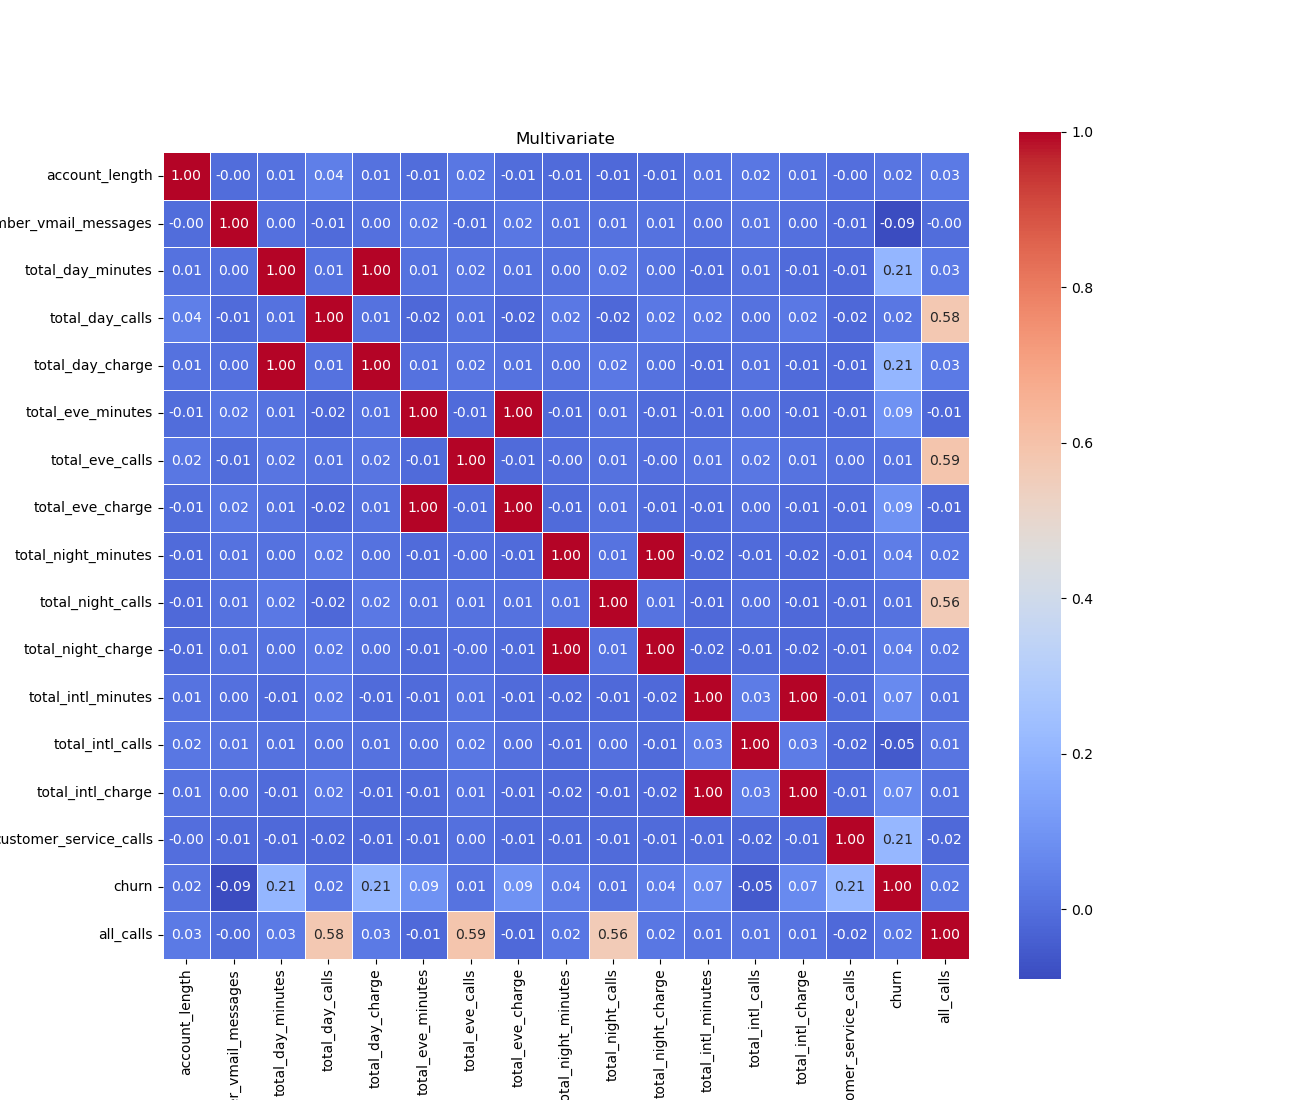 Multivariate
account_length 1.00 -0.00 0.01 0.04 0.01 -0.01 0.02 -0.01 -0.01 -0.01 -0.01 0.01 0.02 0.01 -0.00 0.02 0.03
mber_vmail_messages -0.00 1.00 0.00 -0.01 0.00 0.02 -0.01 0.02 0.01 0.01 0.01 0.00 0.01 0.00 -0.01 -0.09 -0.00
total_day_minutes 0.01 0.00 1.00 0.01 1.00 0.01 0.02 0.01 0.00 0.02 0.00 -0.01 0.01 -0.01 -0.01 0.21 0.03
total_day_calls 0.04 -0.01 0.01 1.00 0.01 -0.02 0.01 -0.02 0.02 -0.02 0.02 0.02 0.00 0.02 -0.02 0.02 0.58
total_day_charge 0.01 0.00 1.00 0.01 1.00 0.01 0.02 0.01 0.00 0.02 0.00 -0.01 0.01 -0.01 -0.01 0.21 0.03
total_eve_minutes -0.01 0.02 0.01 -0.02 0.01 1.00 -0.01 1.00 -0.01 0.01 -0.01 -0.01 0.00 -0.01 -0.01 0.09 -0.01
total_eve_calls 0.02 -0.01 0.02 0.01 0.02 -0.01 1.00 -0.01 -0.00 0.01 -0.00 0.01 0.02 0.01 0.00 0.01 0.59
total_eve_charge -0.01 0.02 0.01 -0.02 0.01 1.00 -0.01 1.00 -0.01 0.01 -0.01 -0.01 0.00 -0.01 -0.01 0.09 -0.01
total_night_minutes -0.01 0.01 0.00 0.02 0.00 -0.01 -0.00 -0.01 1.00 0.01 1.00 -0.02 -0.01 -0.02 -0.01 0.04 0.02
total_night_calls -0.01 0.01 0.02 -0.02 0.02 0.01 0.01 0.01 0.01 1.00 0.01 -0.01 0.00 -0.01 -0.01 0.01 0.56
total_night_charge -0.01 0.01 0.00 0.02 0.00 -0.01 -0.00 -0.01 1.00 0.01 1.00 -0.02 -0.01 -0.02 -0.01 0.04 0.02
total_intl_minutes 0.01 0.00 -0.01 0.02 -0.01 -0.01 0.01 -0.01 -0.02 -0.01 -0.02 1.00 0.03 1.00 -0.01 0.07 0.01
total_intl_calls 0.02 0.01 0.01 0.00 0.01 0.00 0.02 0.00 -0.01 0.00 -0.01 0.03 1.00 0.03 -0.02 -0.05 0.01
total_intl_charge 0.01 0.00 -0.01 0.02 -0.01 -0.01 0.01 -0.01 -0.02 -0.01 -0.02 1.00 0.03 1.00 -0.01 0.07 0.01
customer_service_calls -0.00 -0.01 -0.01 -0.02 -0.01 -0.01 0.00 -0.01 -0.01 -0.01 -0.01 -0.01 -0.02 -0.01 1.00 0.21 -0.02
churn 0.02 -0.09 0.21 0.02 0.21 0.09 0.01 0.09 0.04 0.01 0.04 0.07 -0.05 0.07 0.21 1.00 0.02
all_calls 0.03 -0.00 0.03 0.58 0.03 -0.01 0.59 -0.01 0.02 0.56 0.02 0.01 0.01 0.01 -0.02 0.02 1.00
account_length
er_vmail_messages
total_day_minutes
total_day_calls
total_day_charge
total_eve_minutes
total_eve_calls
total_eve_charge
otal_night_minutes
total_night_calls
total_night_charge
total_intl_minutes
total_intl_calls
total_intl_charge
omer_service_calls
churn
all_calls
1.0
0.8
0.6
0.4
0.2
0.0